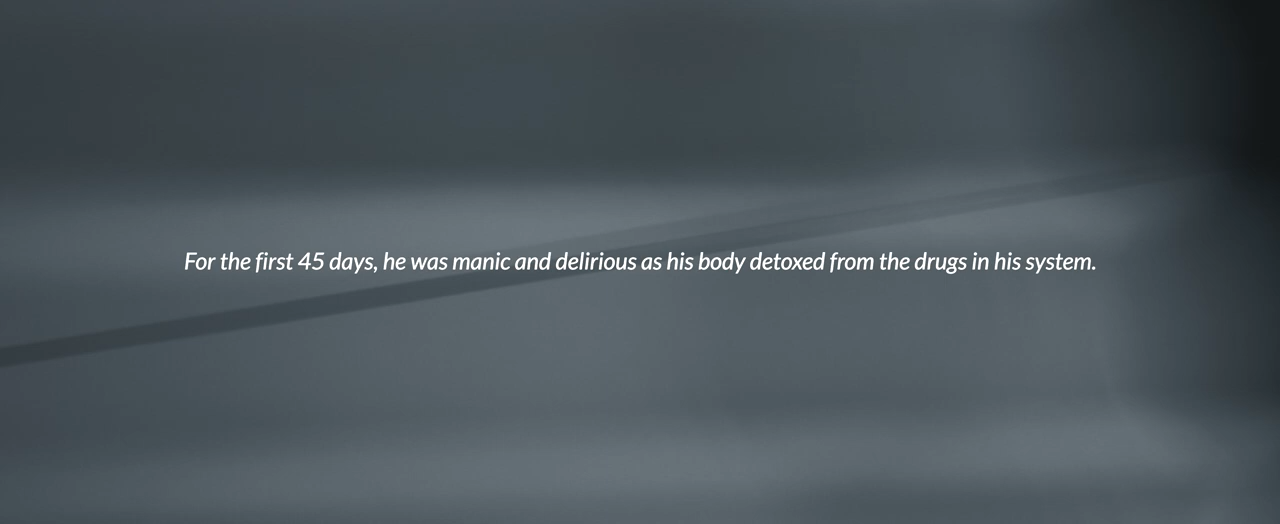 For the first 45 days, he was manic and delirious as his body detoxed from the drugs in his system.